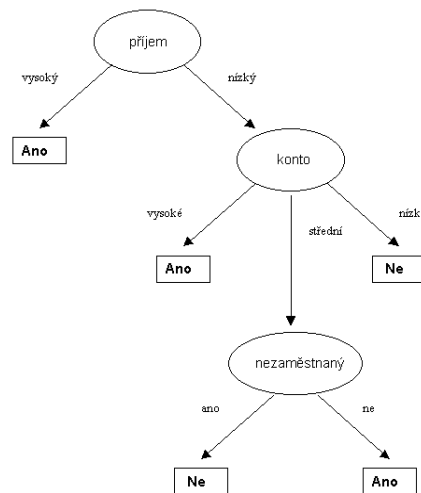 příjem
vysoký
nízký
Ano
konto
vysoké
střední
nízk
Ano
Ne
nezaměstnaný
ano
ne
Ne
Ano